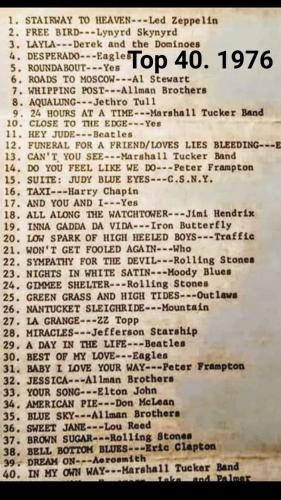 Top 40. 1976
1. STAIRWAY TO HEAVEN---Led Zeppelin
2. FREE BIRD---Lynyrd Skynyrd
3. LAYLA---Derek and the Dominoes
4. DESPERADO---Eagles
5. ROUNDABOUT---Yes
6. ROADS TO MOSCOW---Al Stewart
7. WHIPPING POST---Allman Brothers
8. AQUALUNG---Jethro Tull
9. 24 HOURS AT A TIME---Marshall Tucker Band
10. CLOSE TO THE EDGE---Yes
11. HEY JUDE---Beatles
12. FUNERAL FOR A FRIEND/LOVES LIES BLEEDING---E
13. CAN'T YOU SEE---Marshall Tucker Band
14. DO YOU FEEL LIKE WE DO---Peter Frampton
15. SUITE: JUDY BLUE EYES---C.S.N.Y.
16. TAXI---Harry Chapin
17. AND YOU AND I---Yes
18. ALL ALONG THE WATCHTOWER---Jimi Hendrix
19. INNA GADDA DA VIDA---Iron Butterfly
20. LOW SPARK OF HIGH HEELED BOYS---Traffic
21. WON'T GET FOOLED AGAIN---Who
22. SYMPATHY FOR THE DEVIL---Rolling Stones
23. NIGHTS IN WHITE SATIN---Moody Blues
24. GIMMEE SHELTER---Rolling Stones
25. GREEN GRASS AND HIGH TIDES---Outlaws
26. NANTUCKET SLEIGHRIDE---Mountain
27. LA GRANGE---ZZ Topp
28. MIRACLES---Jefferson Starship
29. A DAY IN THE LIFE---Beatles
30. BEST OF MY LOVE---Eagles
31. BABY I LOVE YOUR WAY---Peter Frampton
32. JESSICA---Allman Brothers
33. YOUR SONG---Elton John
34. AMERICAN PIE---Don McLean
35. BLUE SKY---Allman Brothers
36. SWEET JANE---Lou Reed
37. BROWN SUGAR---Rolling Stones
38. BELL BOTTOM BLUES---Eric Clapton
39. DREAM ON---Aerosmith
40. IN MY OWN WAY---Marshall Tucker Band
Lake and Palmer